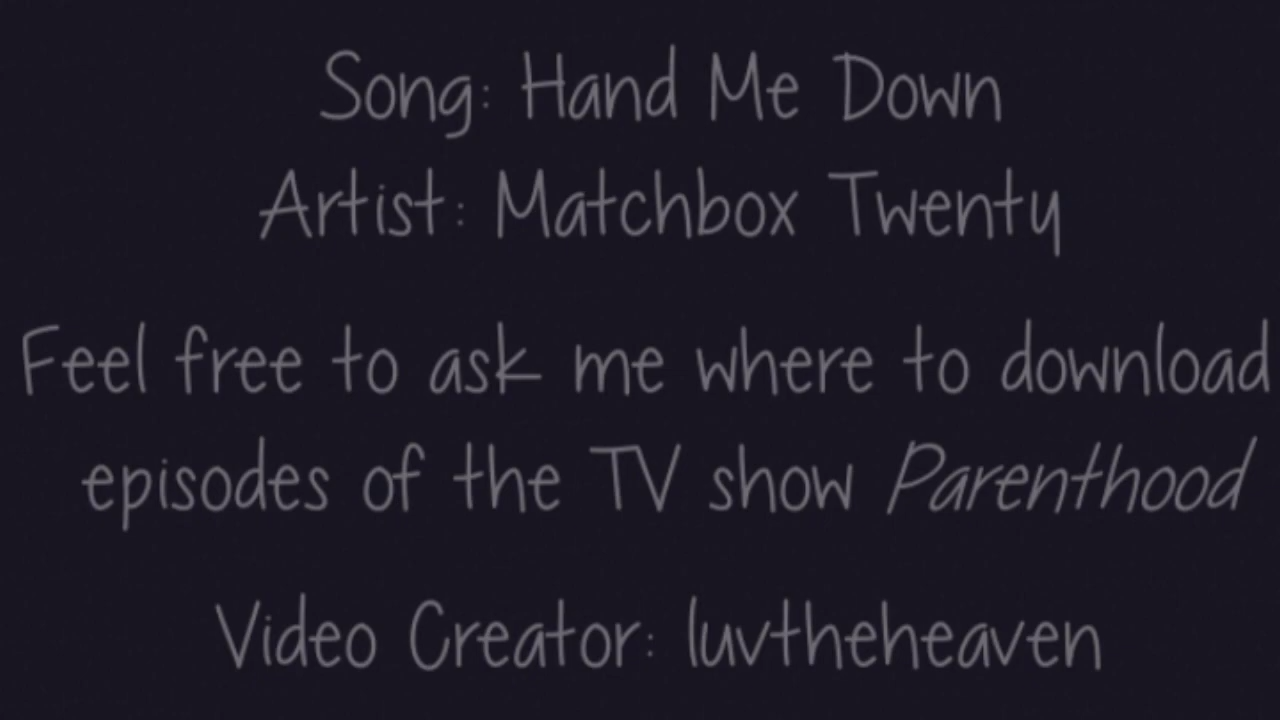 Song: Hand Me Down
Artist: Matchbox Twenty
Feel free to ask me where to download
episodes of the TV show Parenthood
Video Creator: luvtheheaven